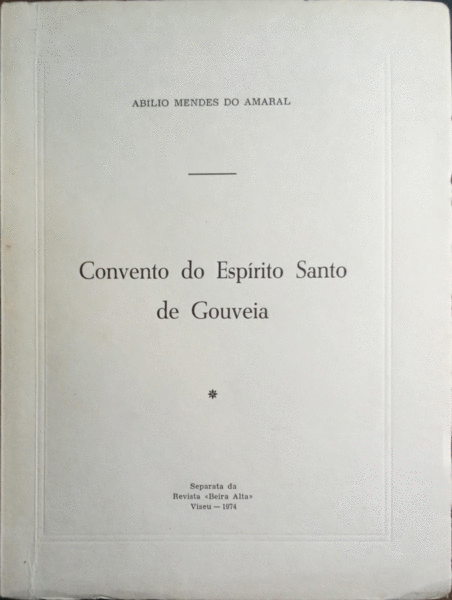 ABILIO MENDES DO AMARAL
Convento do Espírito Santo
de Gouveia
Separata da
Revista «Beira Alta»
Viseu — 1974